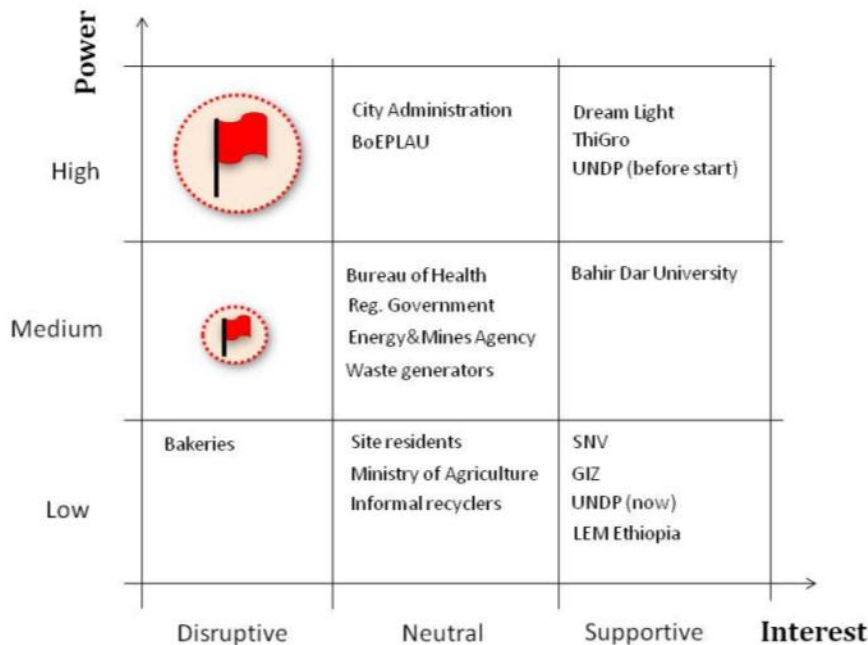 Power
High
City Administration
BoEPLAU
Dream Light
ThiGro
UNDP (before start)
Medium
Bureau of Health
Reg. Government
Energy&Mines Agency
Waste generators
Bahir Dar University
Low
Bakeries
Site residents
Ministry of Agriculture
Informal recyclers
SNV
GIZ
UNDP (now)
LEM Ethiopia
Disruptive
Neutral
Supportive
Interest